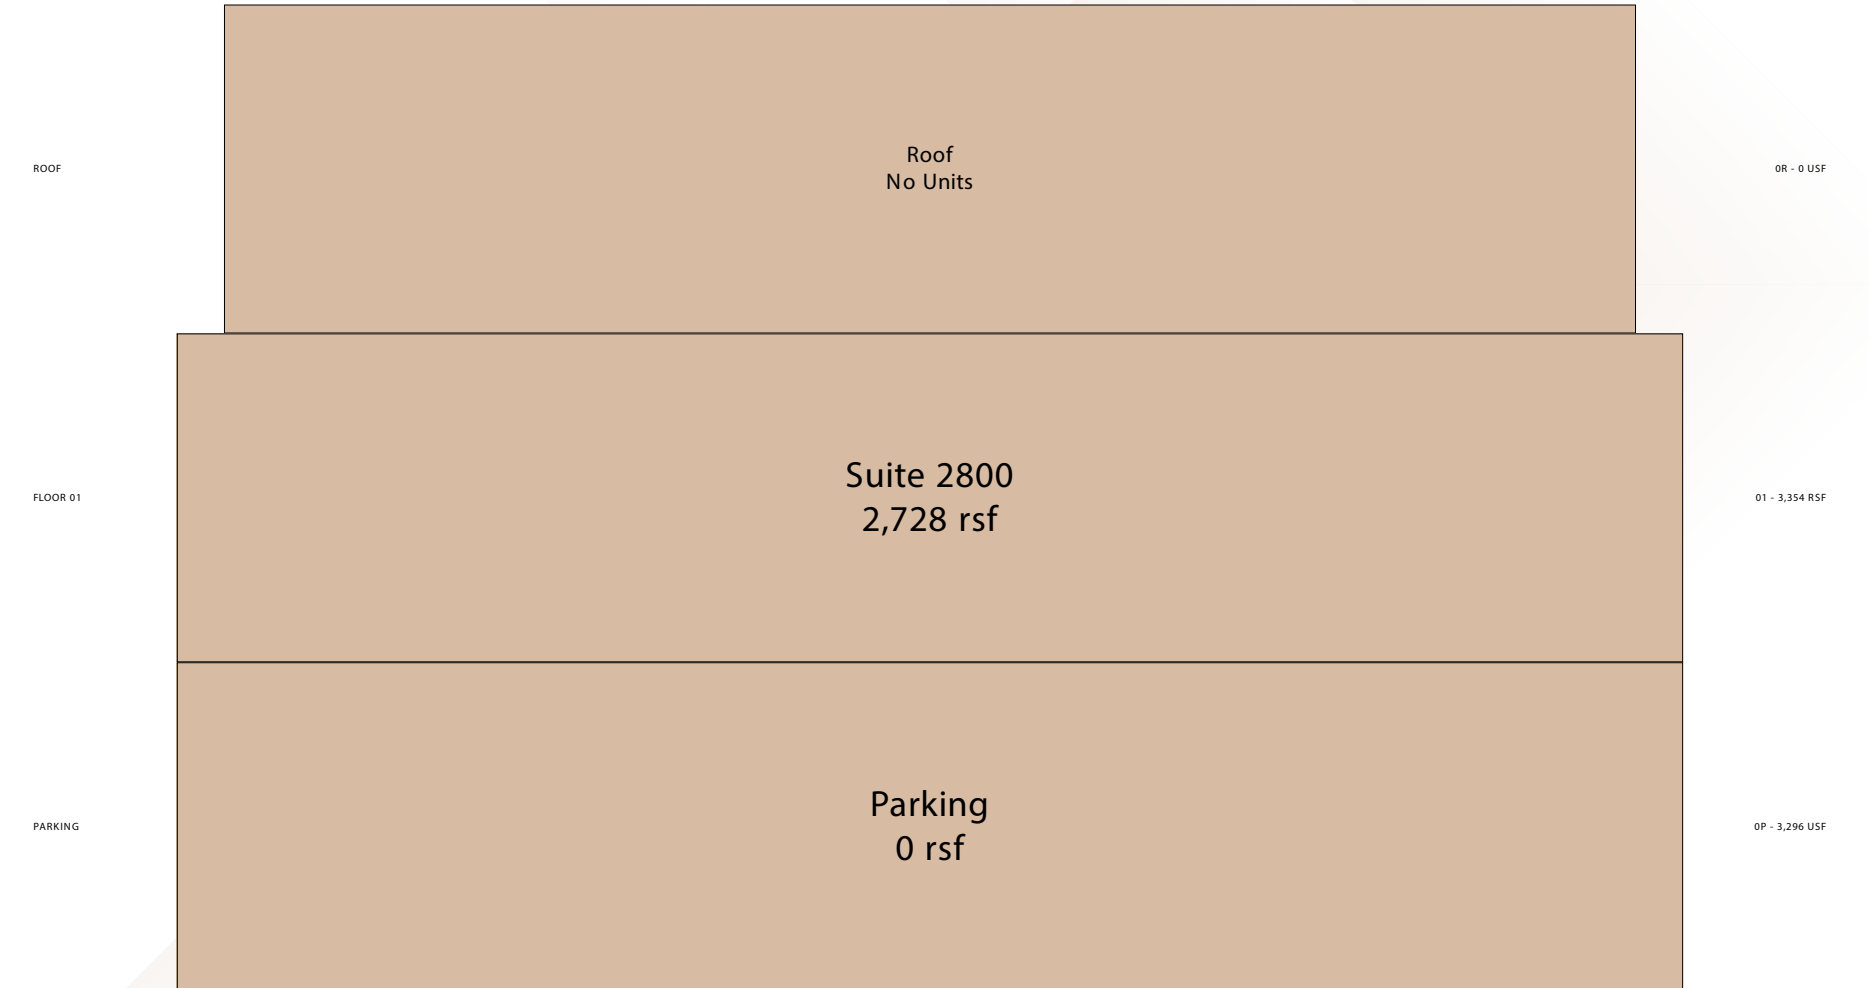 ROOF
Roof
No Units
0R - 0 USF
FLOOR 01
Suite 2800
2,728 rsf
01 - 3,354 RSF
PARKING
Parking
0 rsf
0P - 3,296 USF